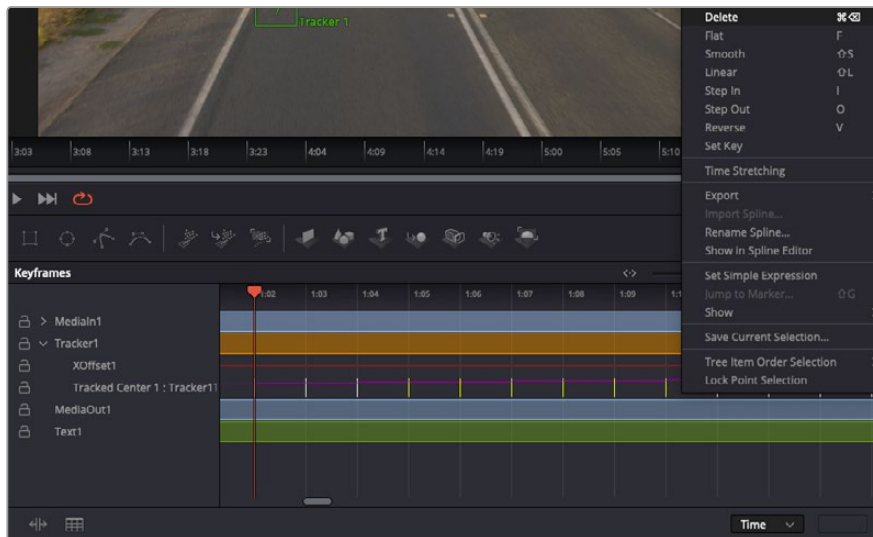 Tracker 1
Delete ⌘⌫
Flat F
Smooth ⇧S
Linear ⇧L
Step In I
Step Out O
Reverse V
Set Key
Time Stretching
Export
Import Spline...
Rename Spline...
Show in Spline Editor
Set Simple Expression
Jump to Marker... ⇧G
Show
Save Current Selection...
Tree Item Order Selection
Lock Point Selection
3:03 3:08 3:13 3:18 3:23 4:04 4:09 4:14 4:19 5:00 5:05 5:10
Keyframes
1:02 1:03 1:04 1:05 1:06 1:07 1:08 1:09
MediaIn1
Tracker1
XOffset1
Tracked Center 1 : Tracker11
MediaOut1
Text1
Time